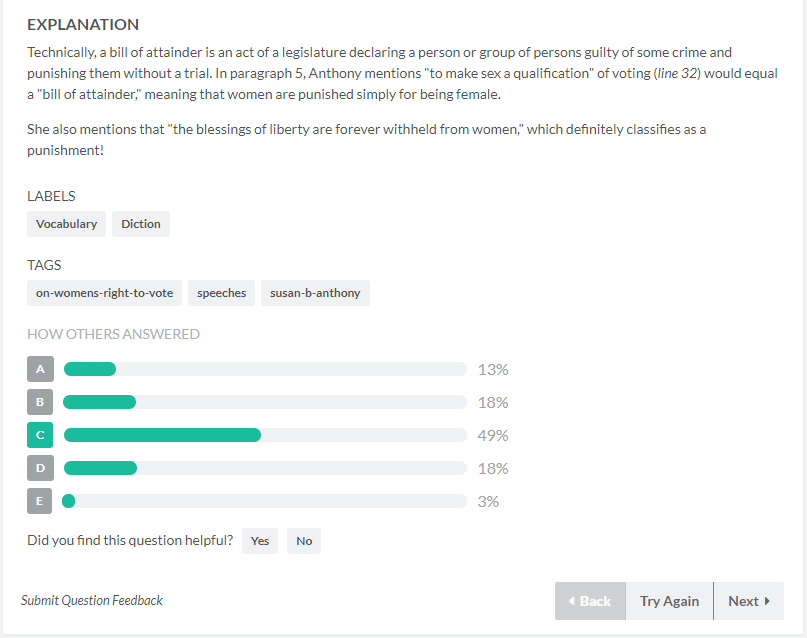 EXPLANATION
Technically, a bill of attainder is an act of a legislature declaring a person or group of persons guilty of some crime and
punishing them without a trial. In paragraph 5, Anthony mentions "to make sex a qualification" of voting (line 32) would equal
a "bill of attainder," meaning that women are punished simply for being female.
She also mentions that "the blessings of liberty are forever withheld from women," which definitely classifies as a
punishment!
LABELS
Vocabulary Diction
TAGS
on-womens-right-to-vote speeches susan-b-anthony
HOW OTHERS ANSWERED
A 13%
B 18%
C 49%
D 18%
E 3%
Did you find this question helpful? Yes No
Submit Question Feedback Back Try Again Next